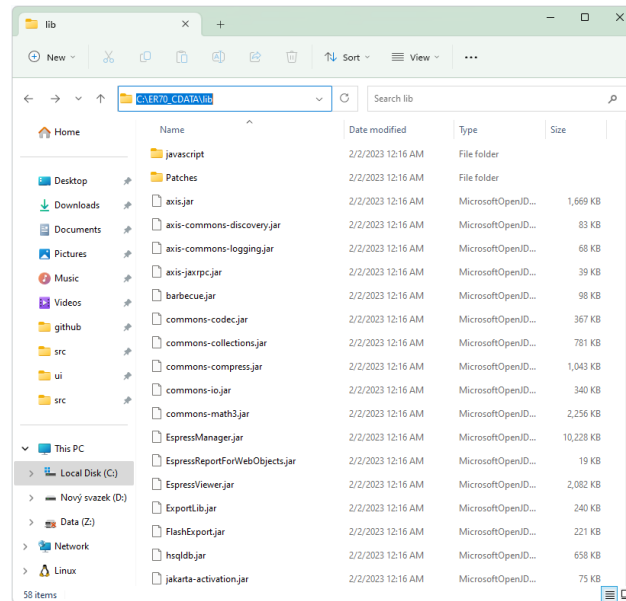 lib
New
Sort
View
C:\ER70_CDATA\lib
Search lib
Home
Desktop
Downloads
Documents
Pictures
Music
Videos
github
src
ui
src
This PC
Local Disk (C:)
Nový svazek (D:)
Data (Z:)
Network
Linux
Name Date modified Type Size
javascript 2/2/2023 12:16 AM File folder
Patches 2/2/2023 12:16 AM File folder
axis.jar 2/2/2023 12:16 AM MicrosoftOpenJD... 1,669 KB
axis-commons-discovery.jar 2/2/2023 12:16 AM MicrosoftOpenJD... 83 KB
axis-commons-logging.jar 2/2/2023 12:16 AM MicrosoftOpenJD... 68 KB
axis-jaxrpc.jar 2/2/2023 12:16 AM MicrosoftOpenJD... 39 KB
barbecue.jar 2/2/2023 12:16 AM MicrosoftOpenJD... 98 KB
commons-codec.jar 2/2/2023 12:16 AM MicrosoftOpenJD... 367 KB
commons-collections.jar 2/2/2023 12:16 AM MicrosoftOpenJD... 781 KB
commons-compress.jar 2/2/2023 12:16 AM MicrosoftOpenJD... 1,043 KB
commons-io.jar 2/2/2023 12:16 AM MicrosoftOpenJD... 340 KB
commons-math3.jar 2/2/2023 12:16 AM MicrosoftOpenJD... 2,256 KB
EspressManager.jar 2/2/2023 12:16 AM MicrosoftOpenJD... 10,228 KB
EspressReportForWebObjects.jar 2/2/2023 12:16 AM MicrosoftOpenJD... 19 KB
EspressViewer.jar 2/2/2023 12:16 AM MicrosoftOpenJD... 2,082 KB
ExportLib.jar 2/2/2023 12:16 AM MicrosoftOpenJD... 240 KB
FlashExport.jar 2/2/2023 12:16 AM MicrosoftOpenJD... 221 KB
hsqldb.jar 2/2/2023 12:16 AM MicrosoftOpenJD... 658 KB
jakarta-activation.jar 2/2/2023 12:16 AM MicrosoftOpenJD... 75 KB
58 items